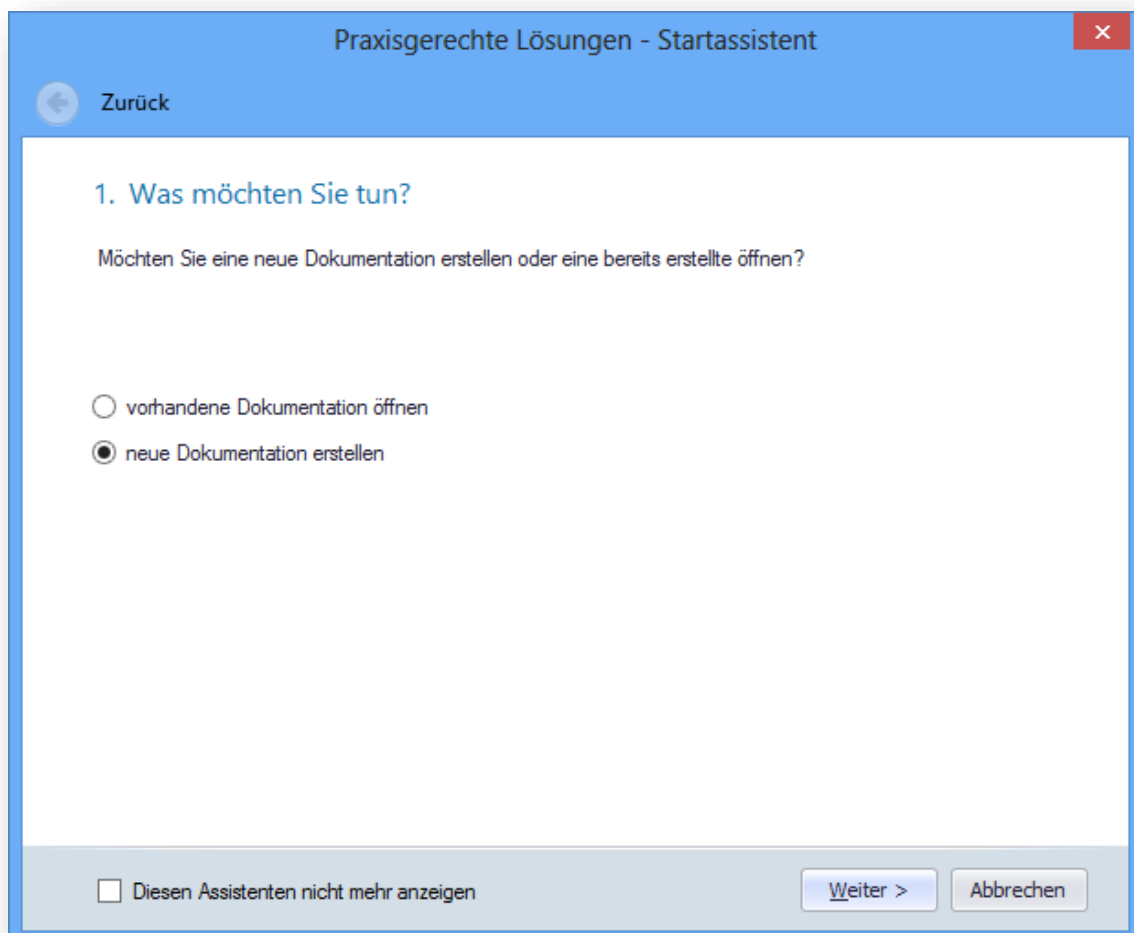 Praxisgerechte Lösungen - Startassistent
Zurück
1. Was möchten Sie tun?
Möchten Sie eine neue Dokumentation erstellen oder eine bereits erstellte öffnen?
vorhandene Dokumentation öffnen
neue Dokumentation erstellen
Diesen Assistenten nicht mehr anzeigen
Weiter >
Abbrechen